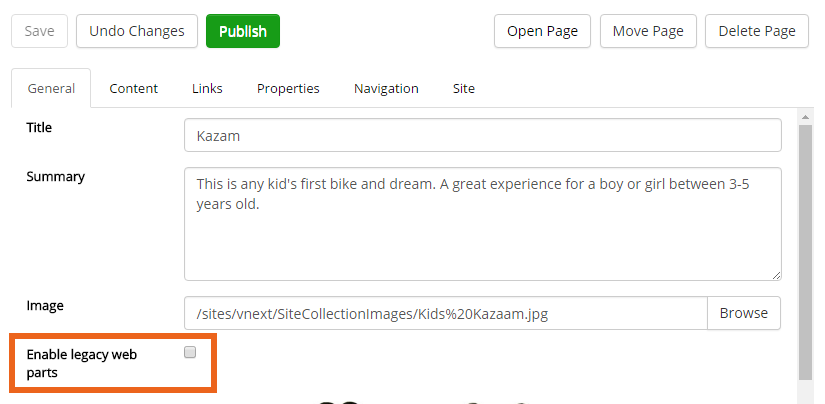 Save Undo Changes Publish Open Page Move Page Delete Page
General Content Links Properties Navigation Site
Title Kazam
Summary This is any kid's first bike and dream. A great experience for a boy or girl between 3-5
years old.
Image /sites/vnext/SiteCollectionImages/Kids%20Kazaam.jpg Browse
Enable legacy web
parts